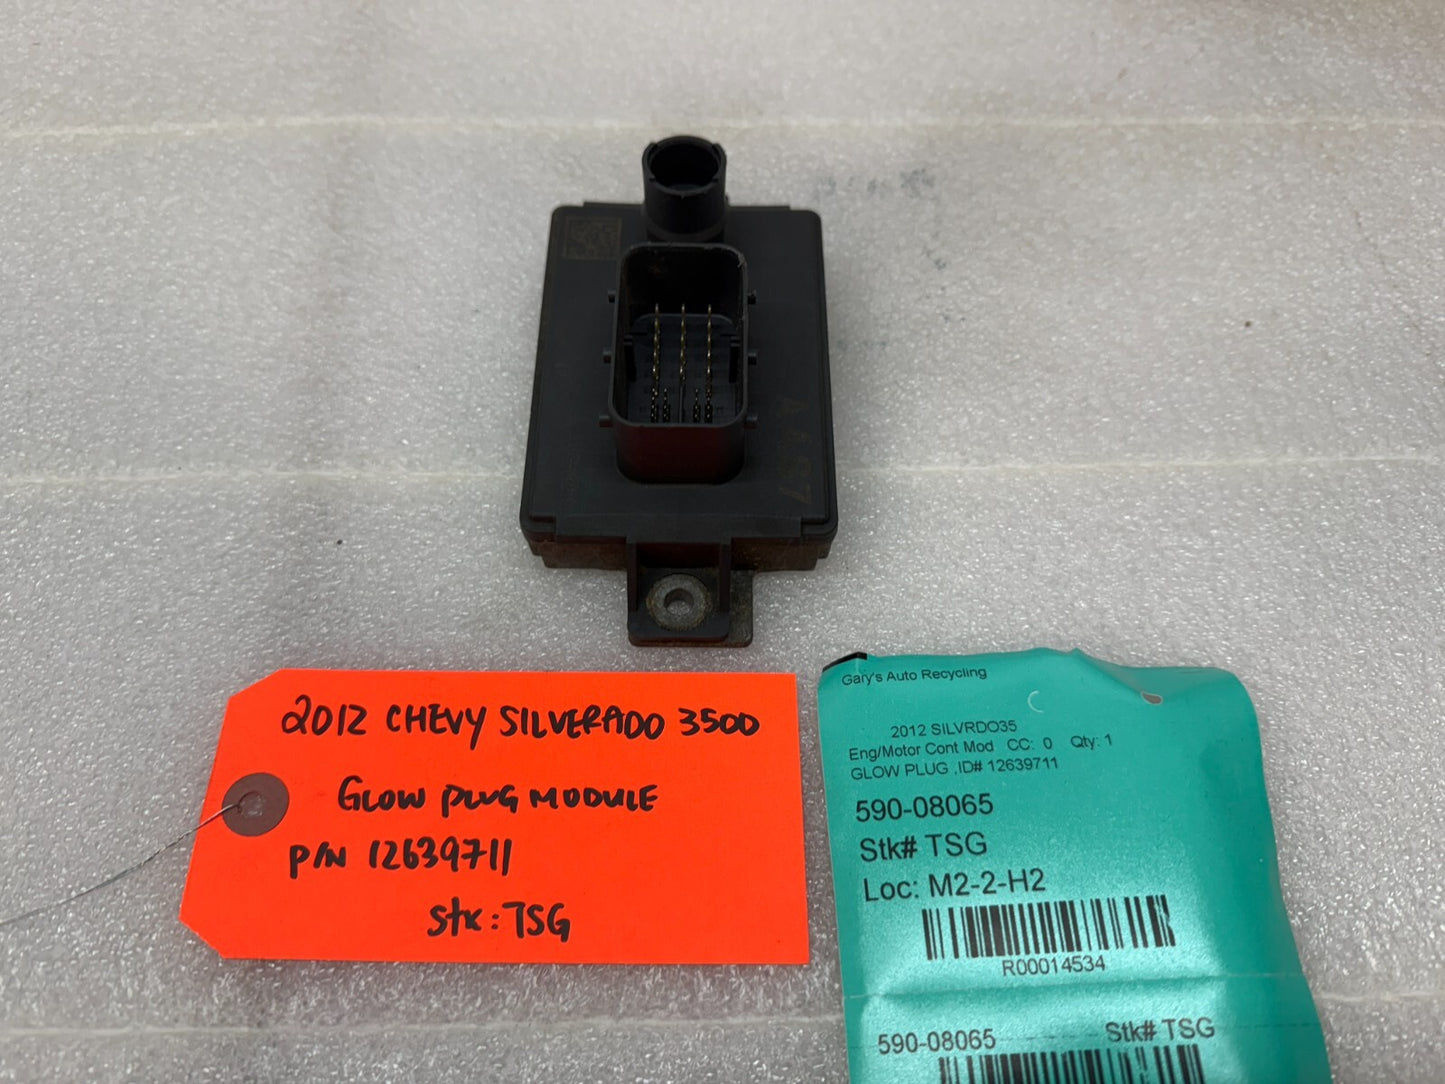 2012 CHEVY SILVERADO 3500
GLOW PLUG MODULE
P/N 12639711
Stk: TSG
Gary's Auto Recycling
2012 SILVRDO35
Eng/Motor Cont Mod CC: 0 Qty: 1
GLOW PLUG ,ID# 12639711
590-08065
Stk# TSG
Loc: M2-2-H2
R00014534
590-08065 Stk# TSG